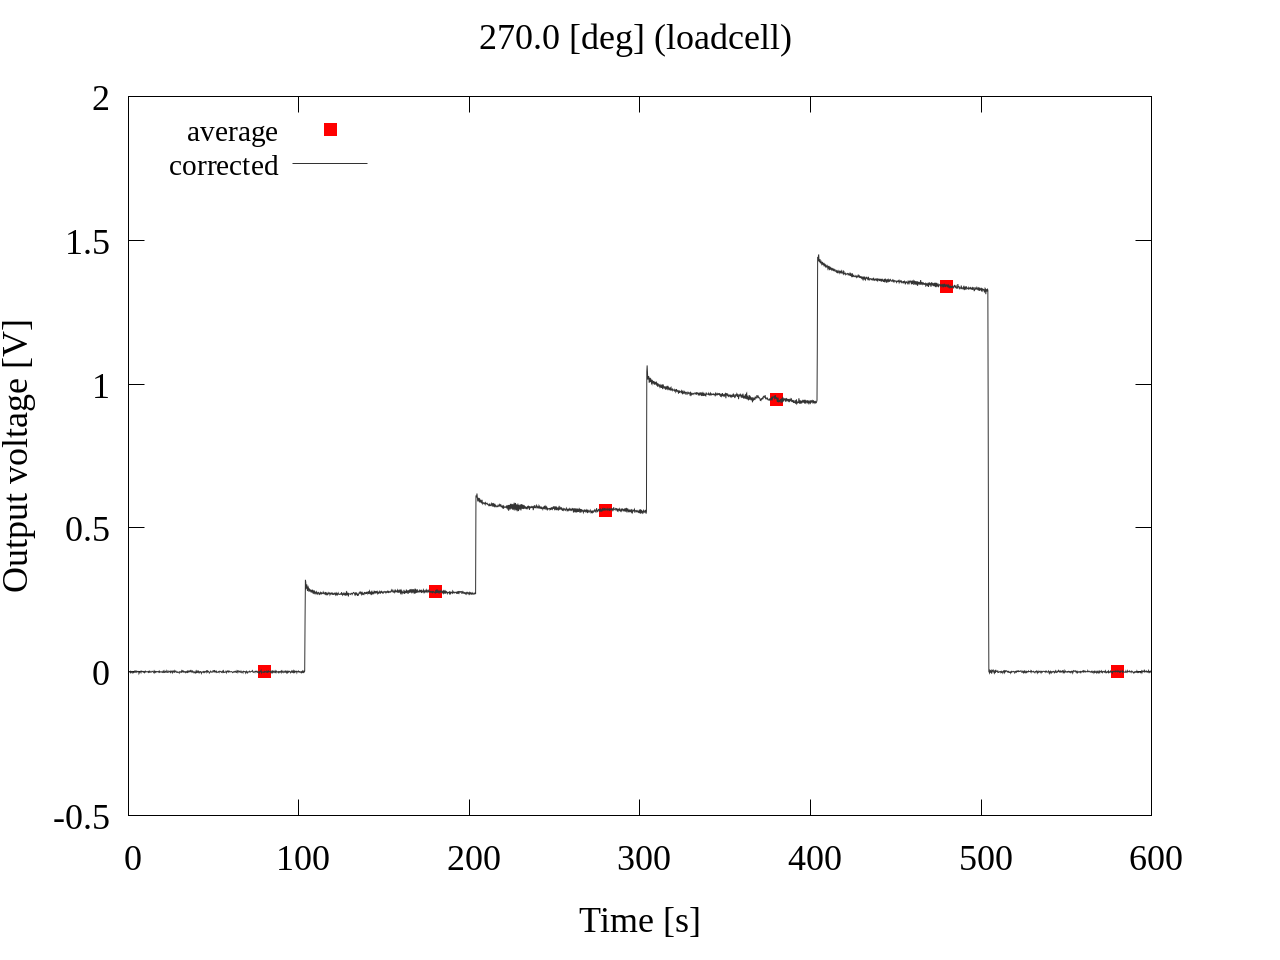 270.0 [deg] (loadcell)
average
corrected
2
1.5
1
0.5
0
-0.5
Output voltage [V]
0 100 200 300 400 500 600
Time [s]